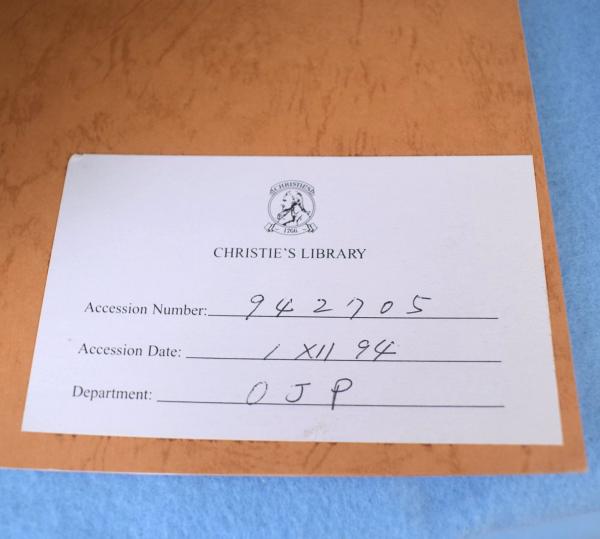 CHRISTIE'S
1766
CHRISTIE'S LIBRARY
Accession Number: 942705
Accession Date: 1 XII 94
Department: OJP